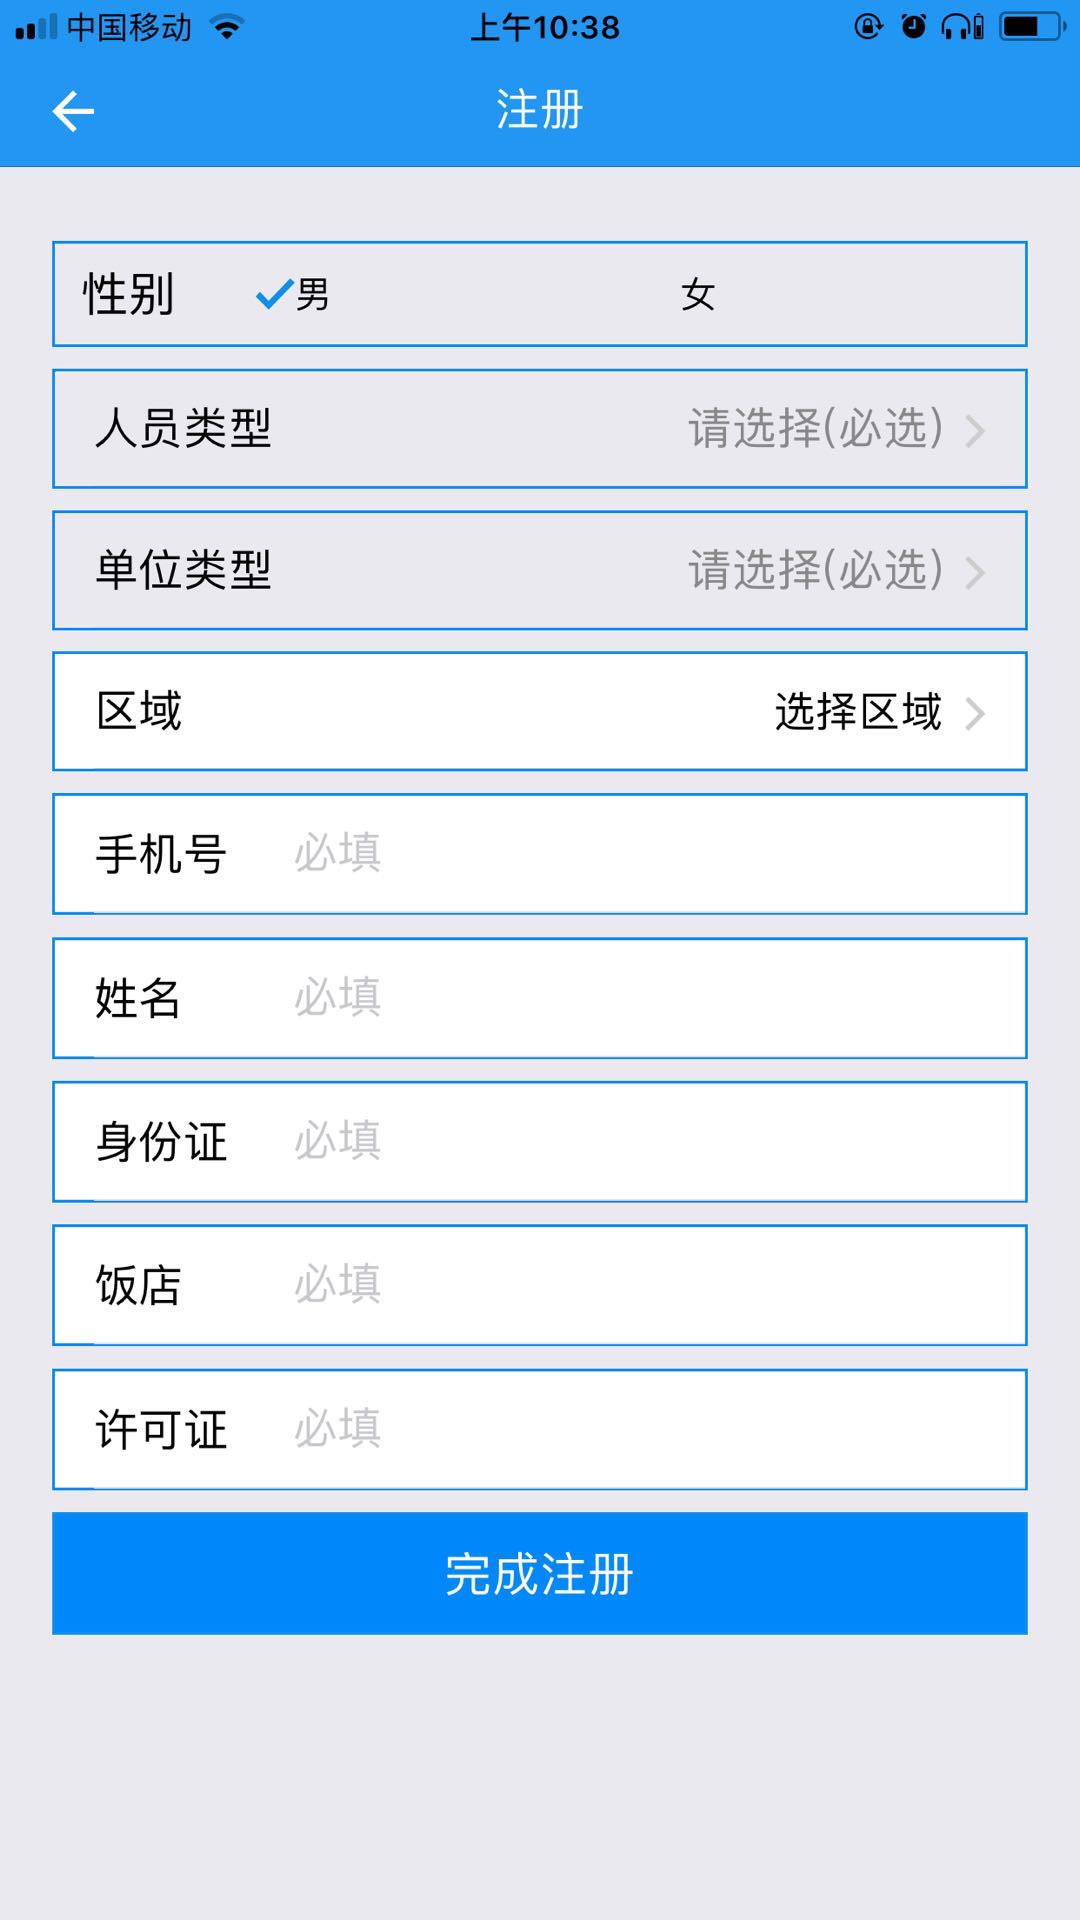 中国移动 上午10:38
注册
性别 男 女
人员类型 请选择(必选)
单位类型 请选择(必选)
区域 选择区域
手机号 必填
姓名 必填
身份证 必填
饭店 必填
许可证 必填
完成注册